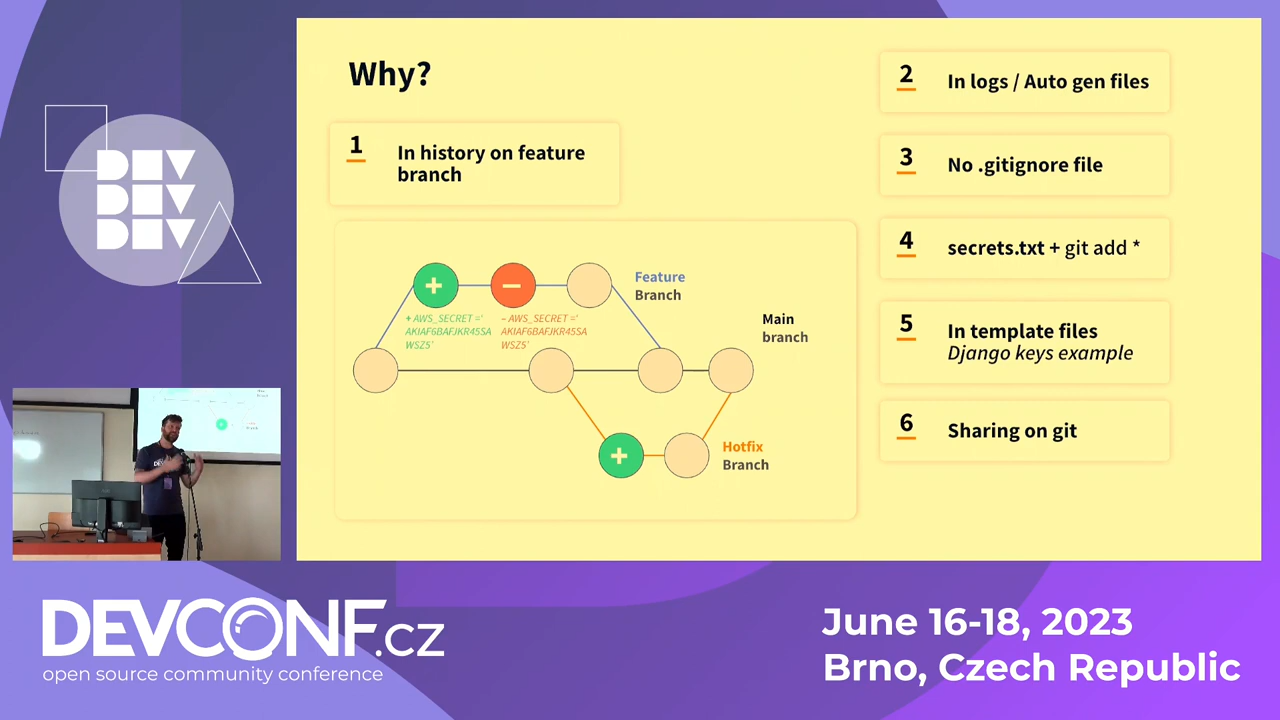 Why?
1
In history on feature
branch
Feature
Branch
+ AWS_SECRET ='
AKIAF6BAFJKR45SA
WSZ5'
– AWS_SECRET ='
AKIAF6BAFJKR45SA
WSZ5'
Main
branch
Hotfix
Branch
2
In logs / Auto gen files
3
No .gitignore file
4
secrets.txt + git add *
5
In template files
Django keys example
6
Sharing on git
DEV
DEV
DEV
DEVCONF.cz
open source community conference
June 16-18, 2023
Brno, Czech Republic